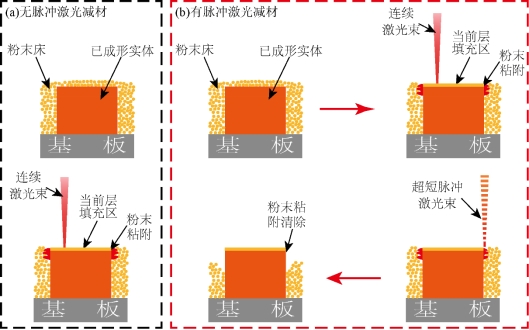 (a)无脉冲激光减材
粉末床
已成形实体
基 板
连续
激光束
当前层
填充区
粉末
粘附
基 板
(b)有脉冲激光减材
粉末床
已成形实体
基 板
连续
激光束
当前层
填充区
粉末
粘附
基 板
粉末粘
附清除
基 板
超短脉冲
激光束
基 板